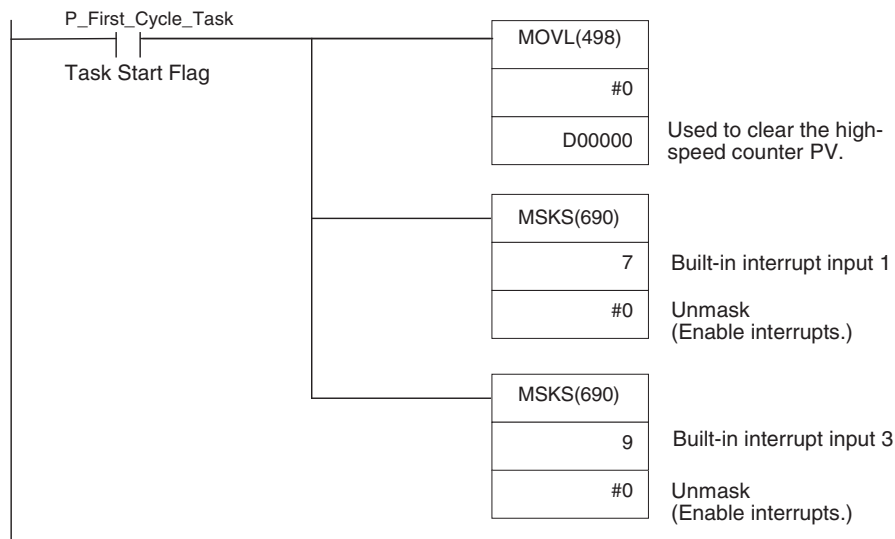 P_First_Cycle_Task
Task Start Flag
MOVL(498)
#0
D00000
Used to clear the high-
speed counter PV.
MSKS(690)
7
Built-in interrupt input 1
#0
Unmask
(Enable interrupts.)
MSKS(690)
9
Built-in interrupt input 3
#0
Unmask
(Enable interrupts.)